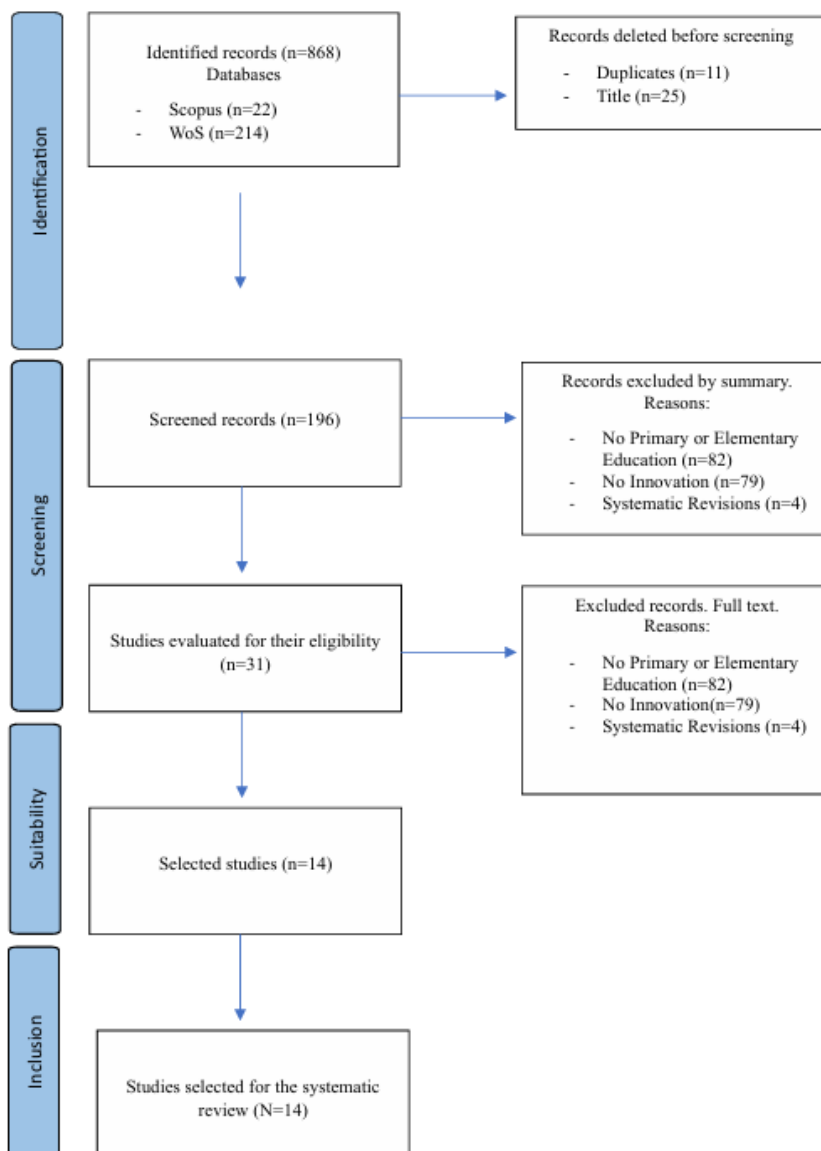 Identification
Identified records (n=868)
Databases
- Scopus (n=22)
- WoS (n=214)
Records deleted before screening
- Duplicates (n=11)
- Title (n=25)
Screening
Screened records (n=196)
Records excluded by summary.
Reasons:
- No Primary or Elementary
Education (n=82)
- No Innovation (n=79)
- Systematic Revisions (n=4)
Studies evaluated for their eligibility
(n=31)
Excluded records. Full text.
Reasons:
- No Primary or Elementary
Education (n=82)
- No Innovation(n=79)
- Systematic Revisions (n=4)
Suitability
Selected studies (n=14)
Inclusion
Studies selected for the systematic
review (N=14)